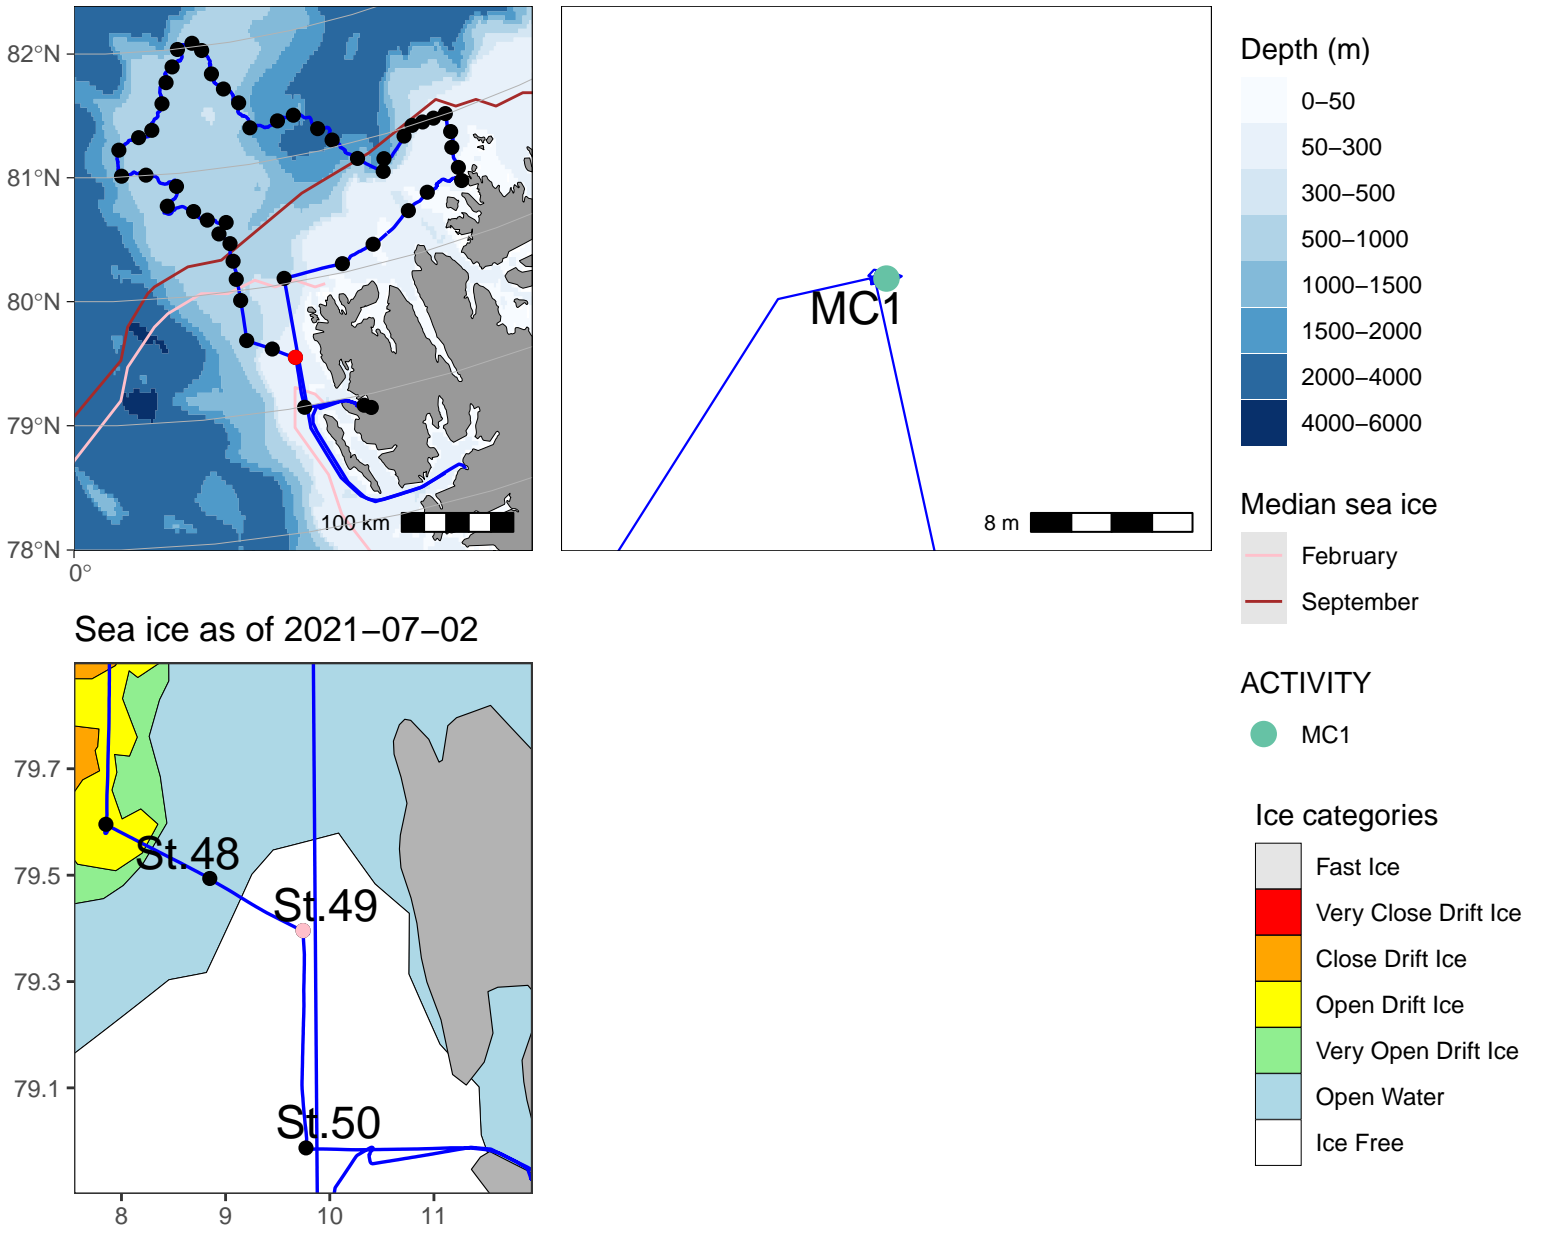 82°N
81°N
80°N
79°N
78°N
0°
100 km
MC1
8 m
Depth (m)
0−50
50−300
300−500
500−1000
1000−1500
1500−2000
2000−4000
4000−6000
Median sea ice
February
September
ACTIVITY
MC1
Ice categories
Fast Ice
Very Close Drift Ice
Close Drift Ice
Open Drift Ice
Very Open Drift Ice
Open Water
Ice Free
Sea ice as of 2021−07−02
79.7
79.5
79.3
79.1
St.48
St.49
St.50
8
9
10
11